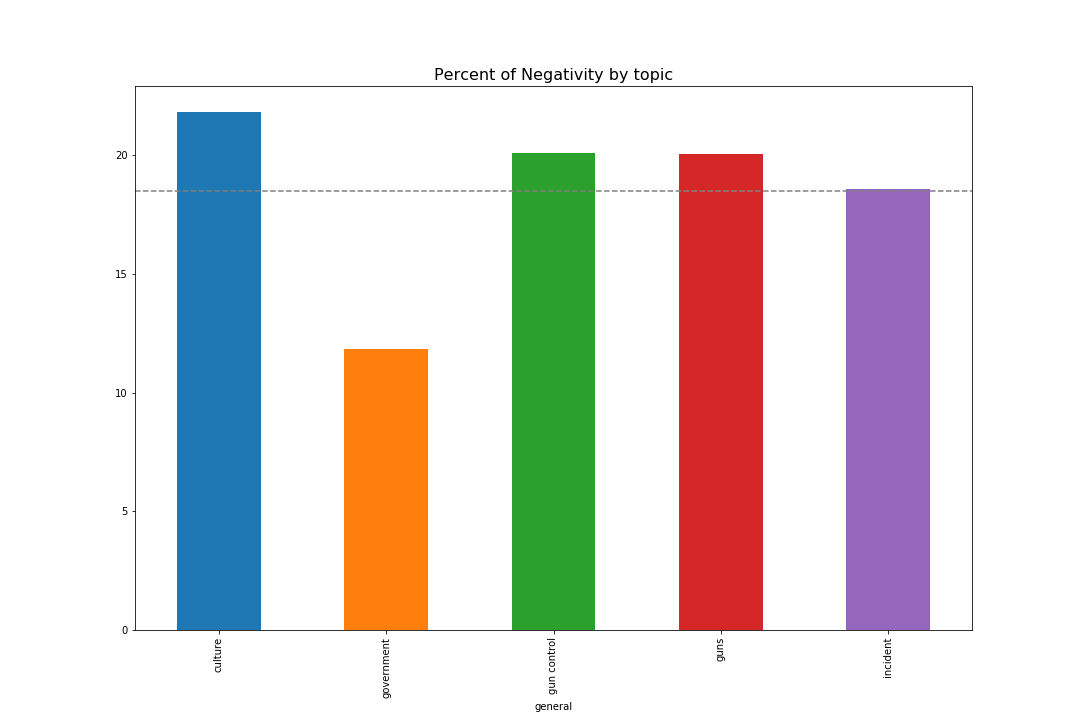 Percent of Negativity by topic
20
15
10
5
0
culture
government
gun control
guns
incident
general